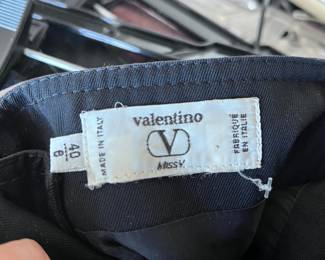 valentino
V
MISS V.
MADE IN ITALY
FABRIQUÉ
EN ITALIE
40
6